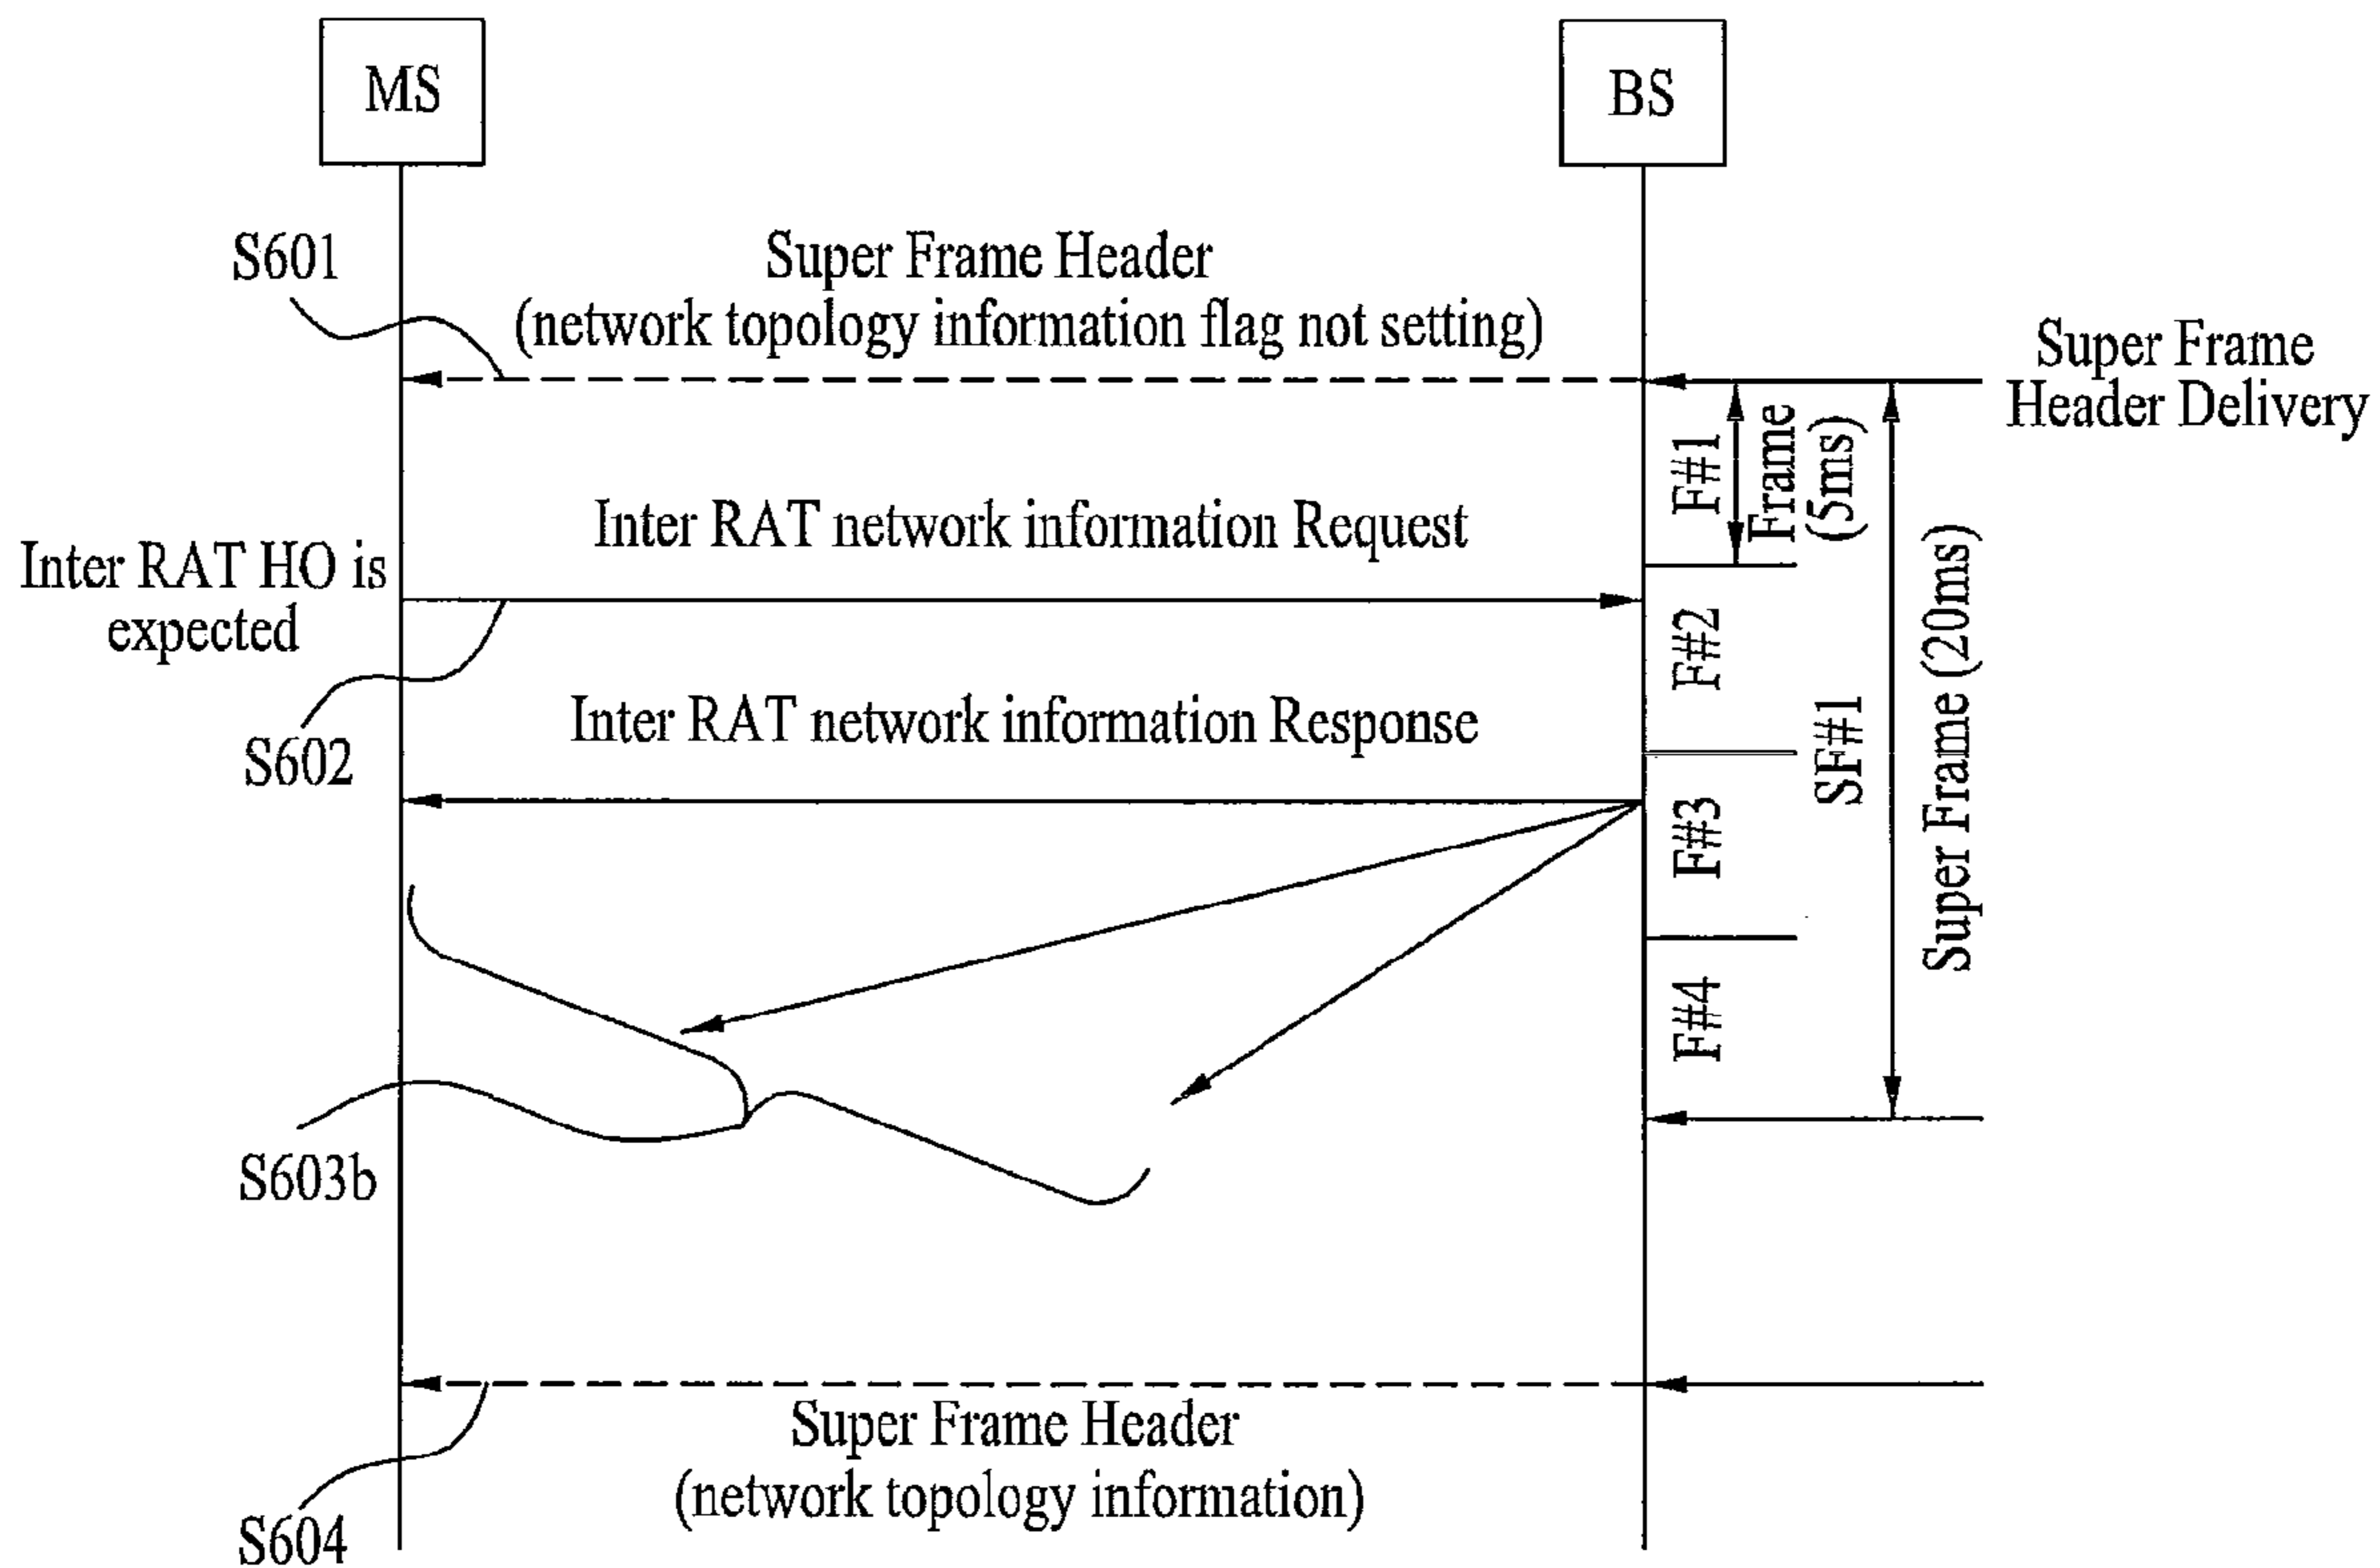 MS
BS
S601
Super Frame Header
(network topology information flag not setting)
Super Frame
Header Delivery
F#1
Frame
(5ms)
Inter RAT network information Request
Inter RAT HO is
expected
F#2
S602
Inter RAT network information Response
SF#1
Super Frame (20ms)
F#3
F#4
S603b
Super Frame Header
(network topology information)
S604